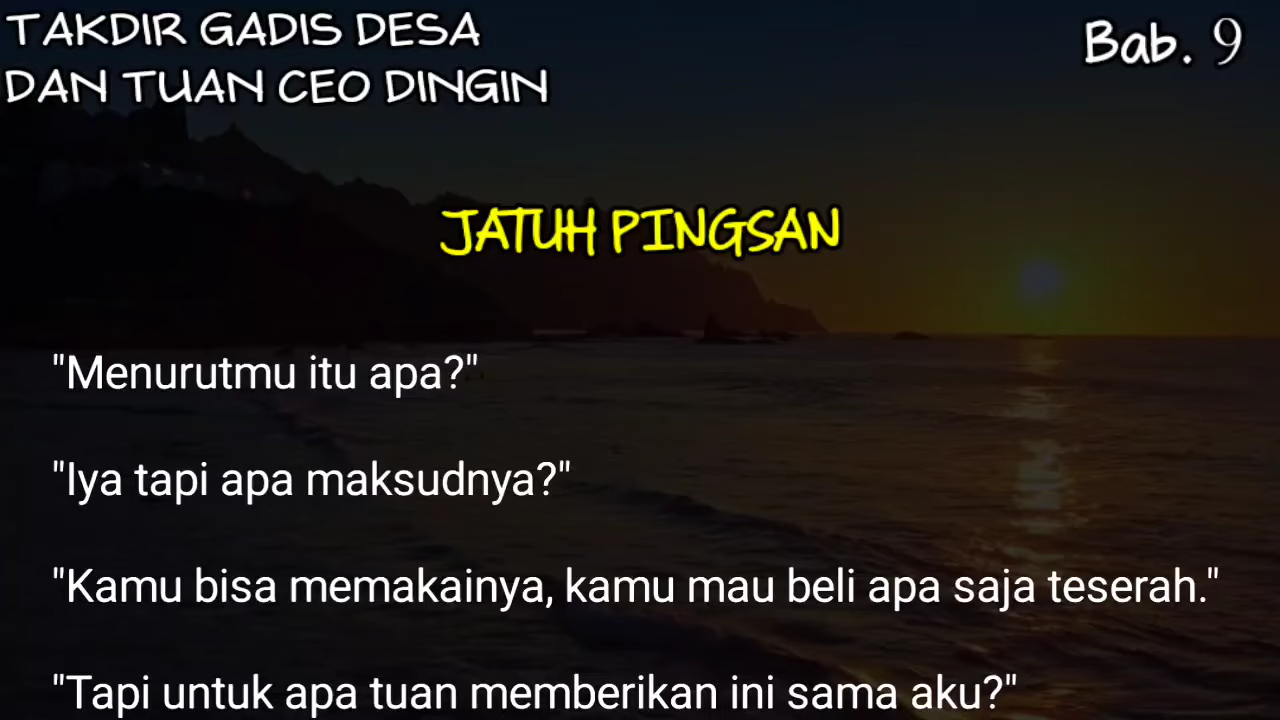 TAKDIR GADIS DESA
DAN TUAN CEO DINGIN
Bab. 9
JATUH PINGSAN
"Menurutmu itu apa?"
"Iya tapi apa maksudnya?"
"Kamu bisa memakainya, kamu mau beli apa saja teserah."
"Tapi untuk apa tuan memberikan ini sama aku?"